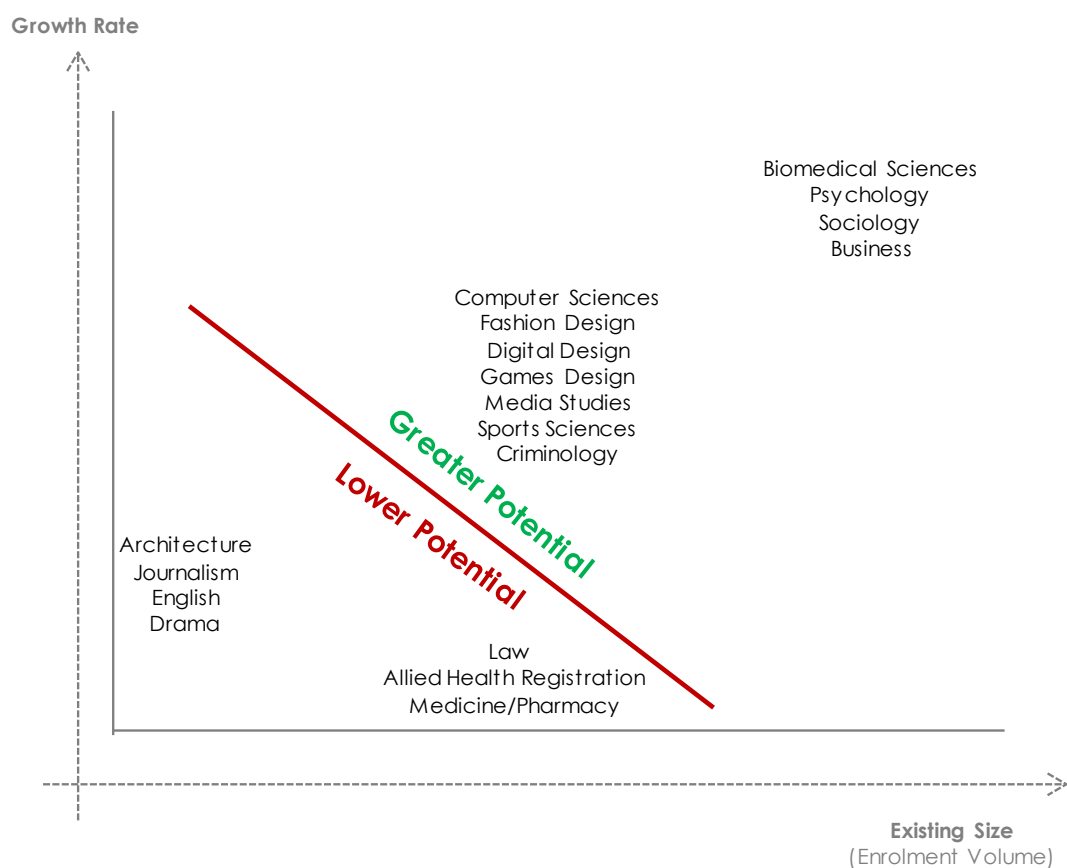 Growth Rate
Biomedical Sciences
Psychology
Sociology
Business
Computer Sciences
Fashion Design
Digital Design
Games Design
Media Studies
Sports Sciences
Criminology
Greater Potential
Lower Potential
Architecture
Journalism
English
Drama
Law
Allied Health Registration
Medicine/Pharmacy
Existing Size
(Enrolment Volume)